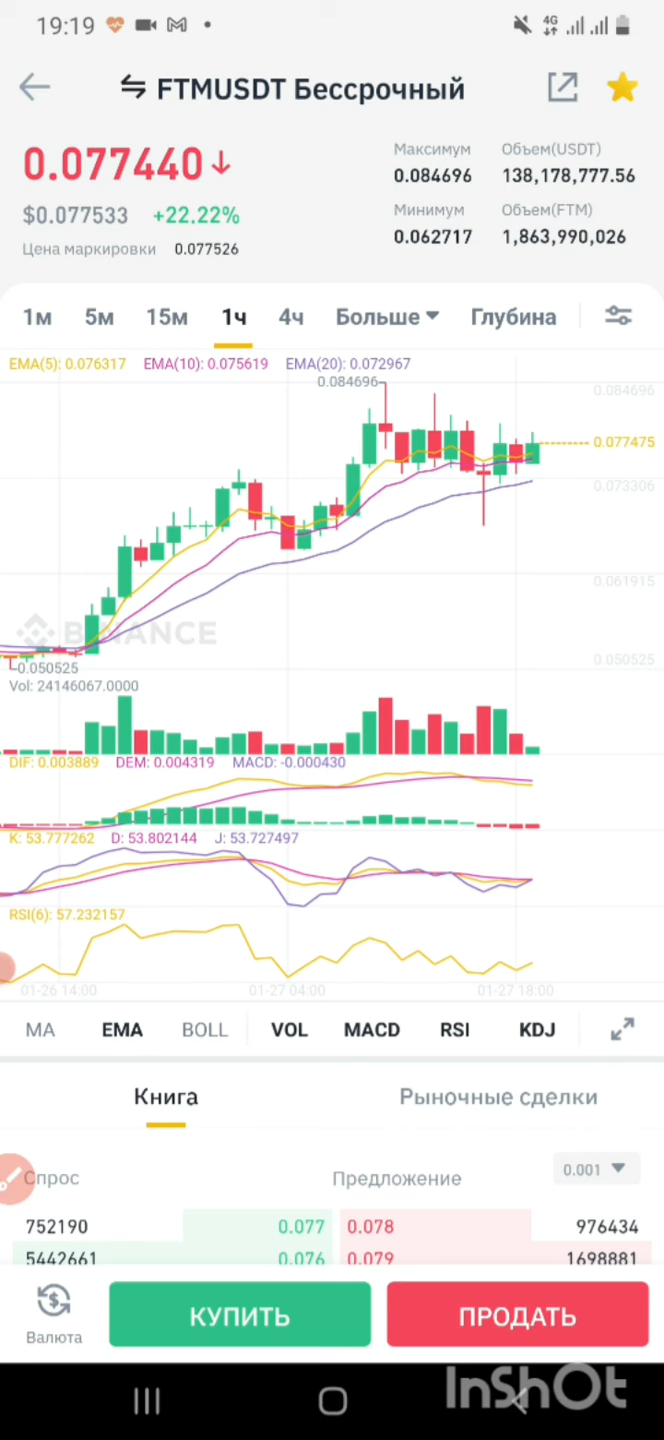 19:19
4G
FTMUSDT Бессрочный
0.077440↓
$0.077533 +22.22%
Цена маркировки 0.077526
Максимум
0.084696
Минимум
0.062717
Объем(USDT)
138,178,777.56
Объем(FTM)
1,863,990,026
1м 5м 15м 1ч 4ч Больше Глубина
EMA(5): 0.076317 EMA(10): 0.075619 EMA(20): 0.072967
0.084696
0.084696
0.077475
0.073306
0.061915
BINANCE
0.050525
0.050525
Vol: 24146067.0000
DIF: 0.003889 DEM: 0.004319 MACD: -0.000430
K: 53.777262 D: 53.802144 J: 53.727497
RSI(6): 57.232157
01-26 14:00 01-27 04:00 01-27 18:00
MA EMA BOLL VOL MACD RSI KDJ
Книга Рыночные сделки
Спрос Предложение 0.001
752190 0.077 0.078 976434
5442661 0.076 0.079 1698881
Валюта
КУПИТЬ ПРОДАТЬ
InShOt